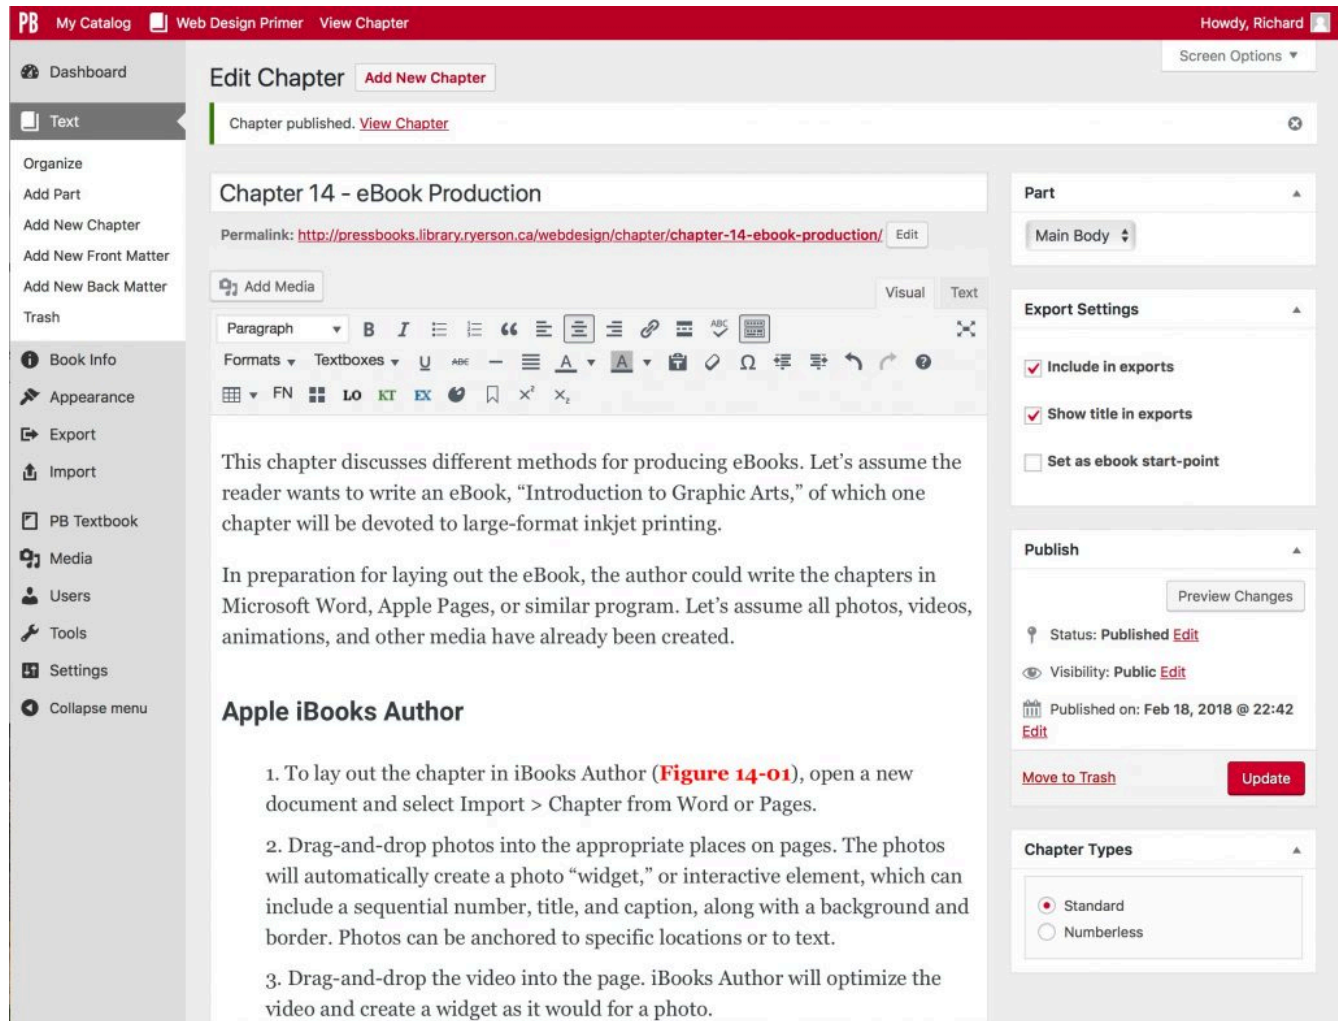 PB My Catalog Web Design Primer View Chapter Howdy, Richard
Screen Options
Dashboard
Text
Organize
Add Part
Add New Chapter
Add New Front Matter
Add New Back Matter
Trash
Book Info
Appearance
Export
Import
PB Textbook
Media
Users
Tools
Settings
Collapse menu
Edit Chapter Add New Chapter
Chapter published. View Chapter
Chapter 14 - eBook Production
Permalink: http://pressbooks.library.ryerson.ca/webdesign/chapter/chapter-14-ebook-production/ Edit
Add Media
Visual Text
Paragraph B I ABC
Formats Textboxes U ABC A A Ω
FN LO KT EX x² x₂
This chapter discusses different methods for producing eBooks. Let’s assume the
reader wants to write an eBook, “Introduction to Graphic Arts,” of which one
chapter will be devoted to large-format inkjet printing.
In preparation for laying out the eBook, the author could write the chapters in
Microsoft Word, Apple Pages, or similar program. Let’s assume all photos, videos,
animations, and other media have already been created.
Apple iBooks Author
1. To lay out the chapter in iBooks Author (Figure 14-01), open a new
document and select Import > Chapter from Word or Pages.
2. Drag-and-drop photos into the appropriate places on pages. The photos
will automatically create a photo “widget,” or interactive element, which can
include a sequential number, title, and caption, along with a background and
border. Photos can be anchored to specific locations or to text.
3. Drag-and-drop the video into the page. iBooks Author will optimize the
video and create a widget as it would for a photo.
Part
Main Body
Export Settings
Include in exports
Show title in exports
Set as ebook start-point
Publish
Preview Changes
Status: Published Edit
Visibility: Public Edit
Published on: Feb 18, 2018 @ 22:42
Edit
Move to Trash Update
Chapter Types
Standard
Numberless